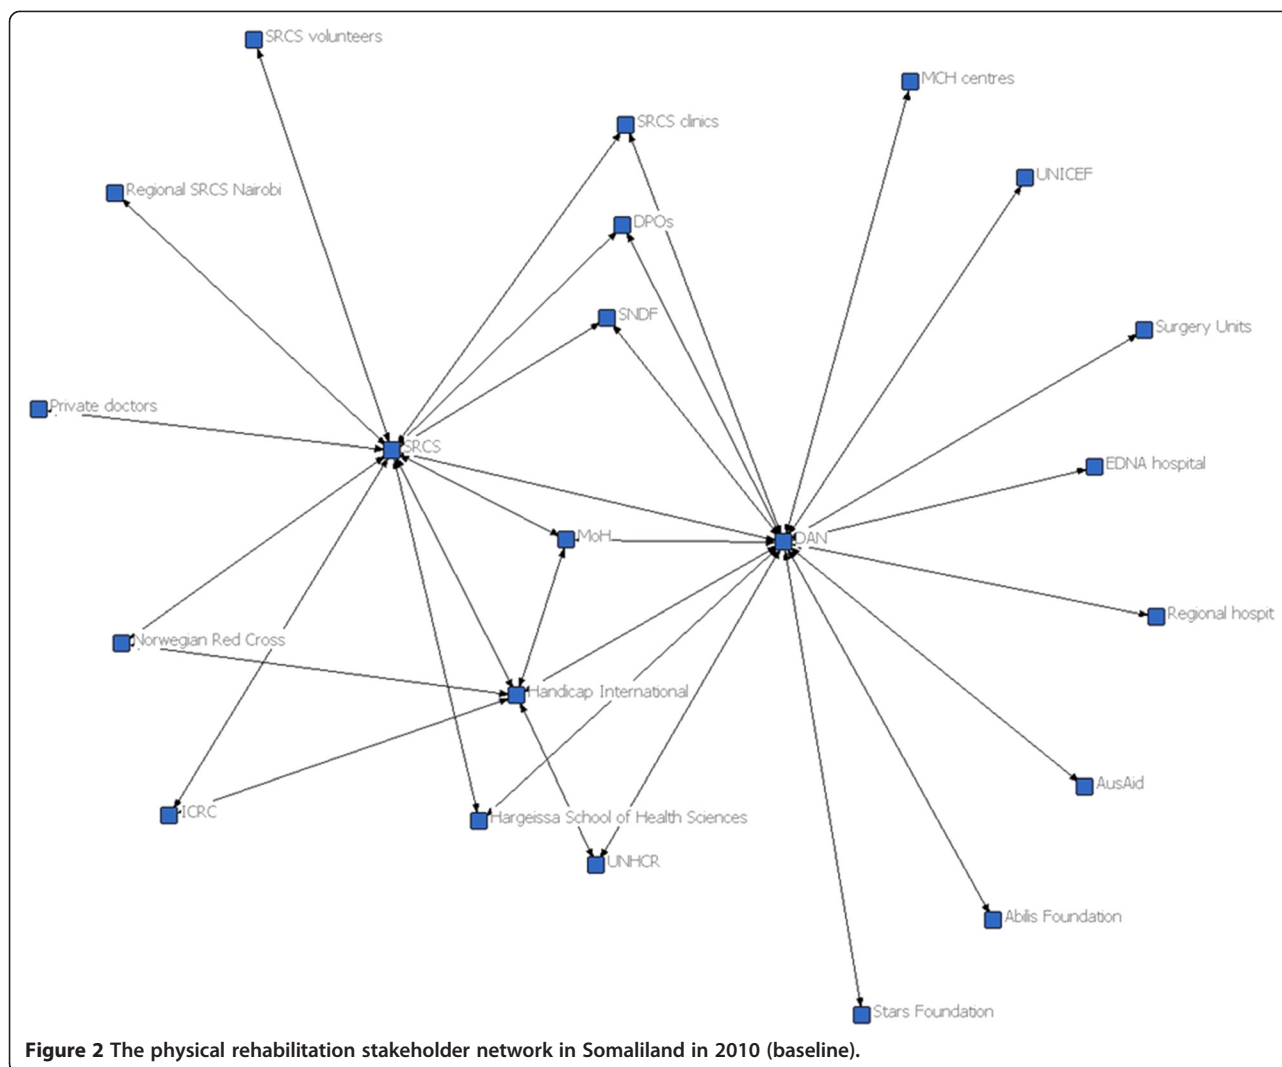 SRCS volunteers
MCH centres
SRCS clinics
UNICEF
Regional SRCS Nairobi
DPOs
SNDF
Surgery Units
Private doctors
SRCS
EDNA hospital
MoH
DAN
Regional hospit
Norwegian Red Cross
Handicap International
AusAid
ICRC
Hargeissa School of Health Sciences
UNHCR
Abilis Foundation
Stars Foundation
Figure 2 The physical rehabilitation stakeholder network in Somaliland in 2010 (baseline).